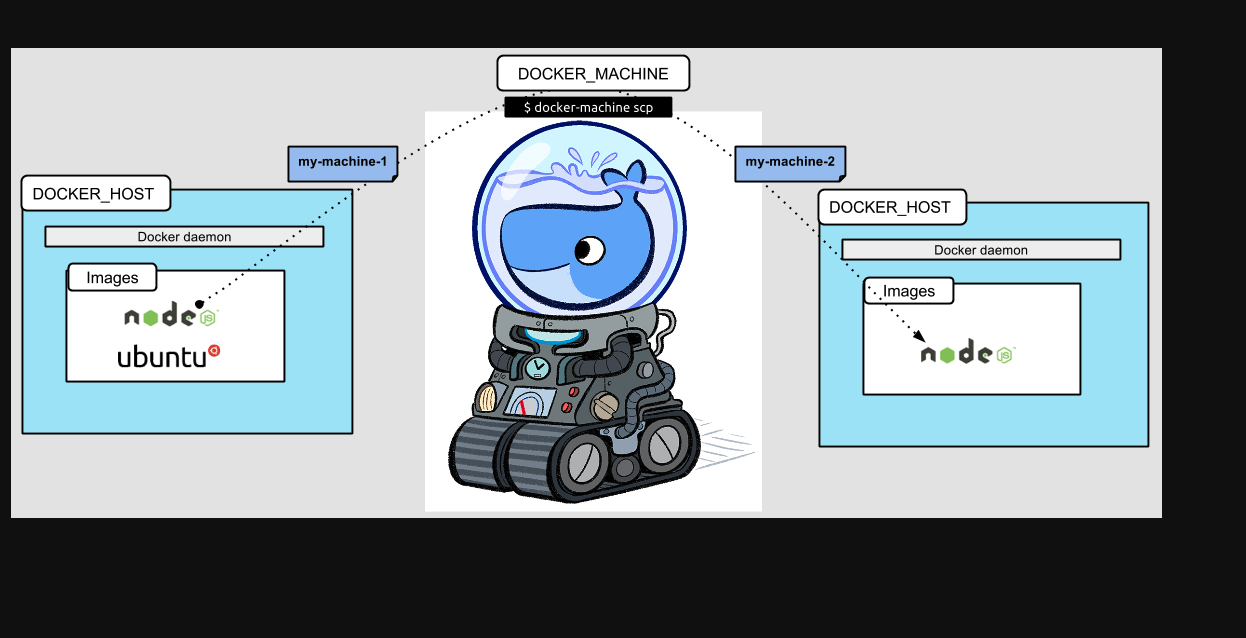 DOCKER_MACHINE
$ docker-machine scp
my-machine-1
my-machine-2
DOCKER_HOST
Docker daemon
Images
node JS
ubuntu
DOCKER_HOST
Docker daemon
Images
node JS